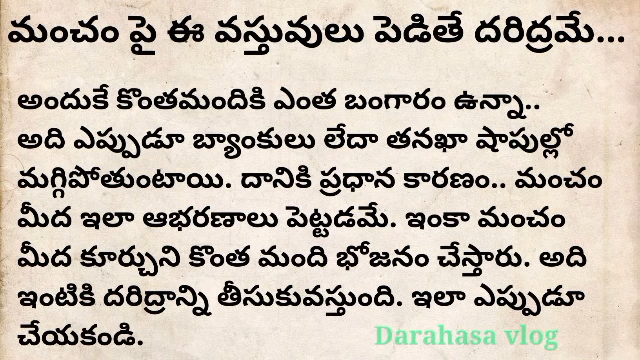 మంచం పై ఈ వస్తువులు పెడితే దరిద్రమే...
అందుకే కొంతమందికి ఎంత బంగారం ఉన్నా..
అది ఎప్పుడూ బ్యాంకులు లేదా తనఖా షాపుల్లో
మగ్గిపోతుంటాయి. దానికి ప్రధాన కారణం.. మంచం
మీద ఇలా ఆభరణాలు పెట్టడమే. ఇంకా మంచం
మీద కూర్చుని కొంత మంది భోజనం చేస్తారు. అది
ఇంటికి దరిద్రాన్ని తీసుకువస్తుంది. ఇలా ఎప్పుడూ
చేయకండి.
Darahasa vlog